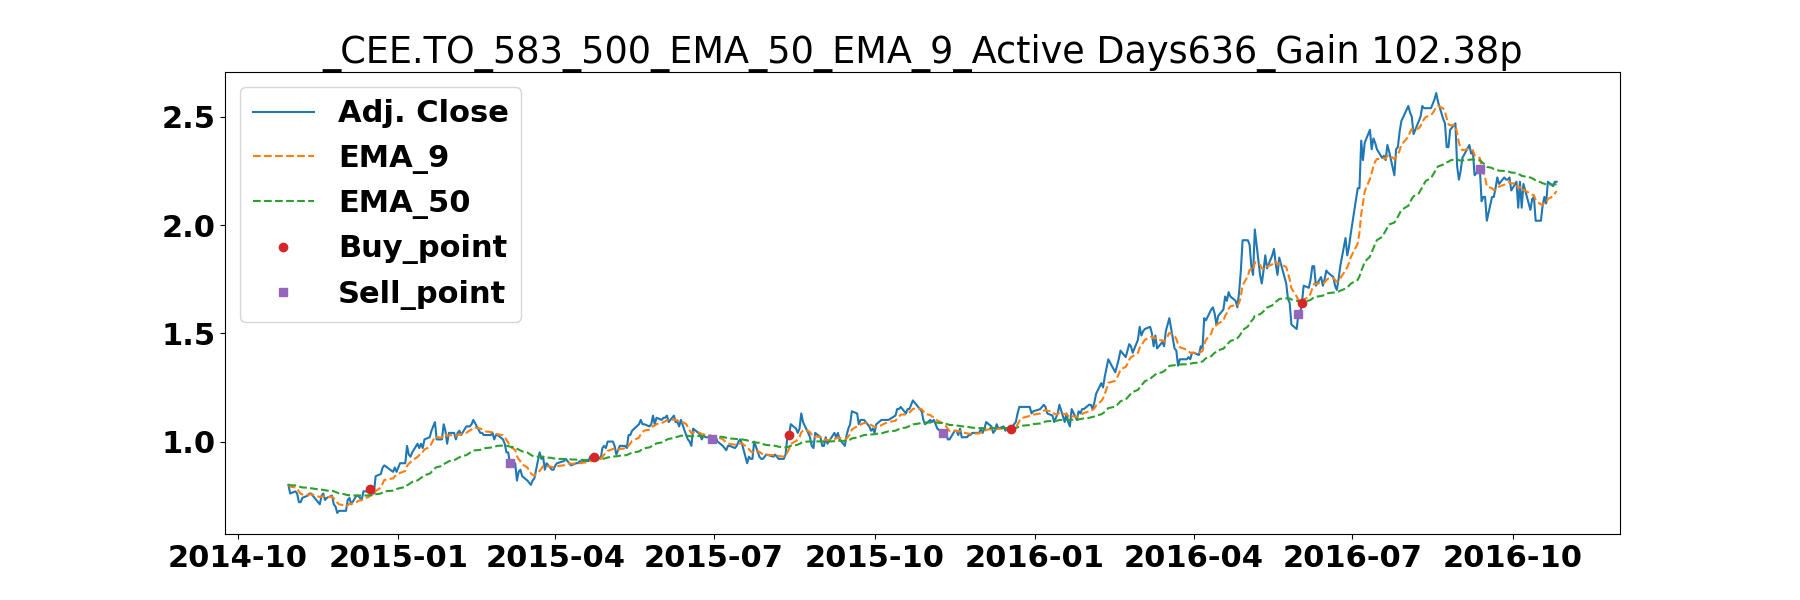 _CEE.TO_583_500_EMA_50_EMA_9_Active Days636_Gain 102.38p
Adj. Close
EMA_9
EMA_50
Buy_point
Sell_point
2.5
2.0
1.5
1.0
2014-10 2015-01 2015-04 2015-07 2015-10 2016-01 2016-04 2016-07 2016-10